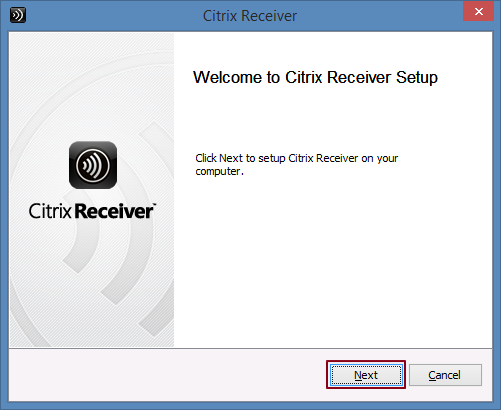 Citrix Receiver
Welcome to Citrix Receiver Setup
Click Next to setup Citrix Receiver on your
computer.
Citrix Receiver™
Next
Cancel